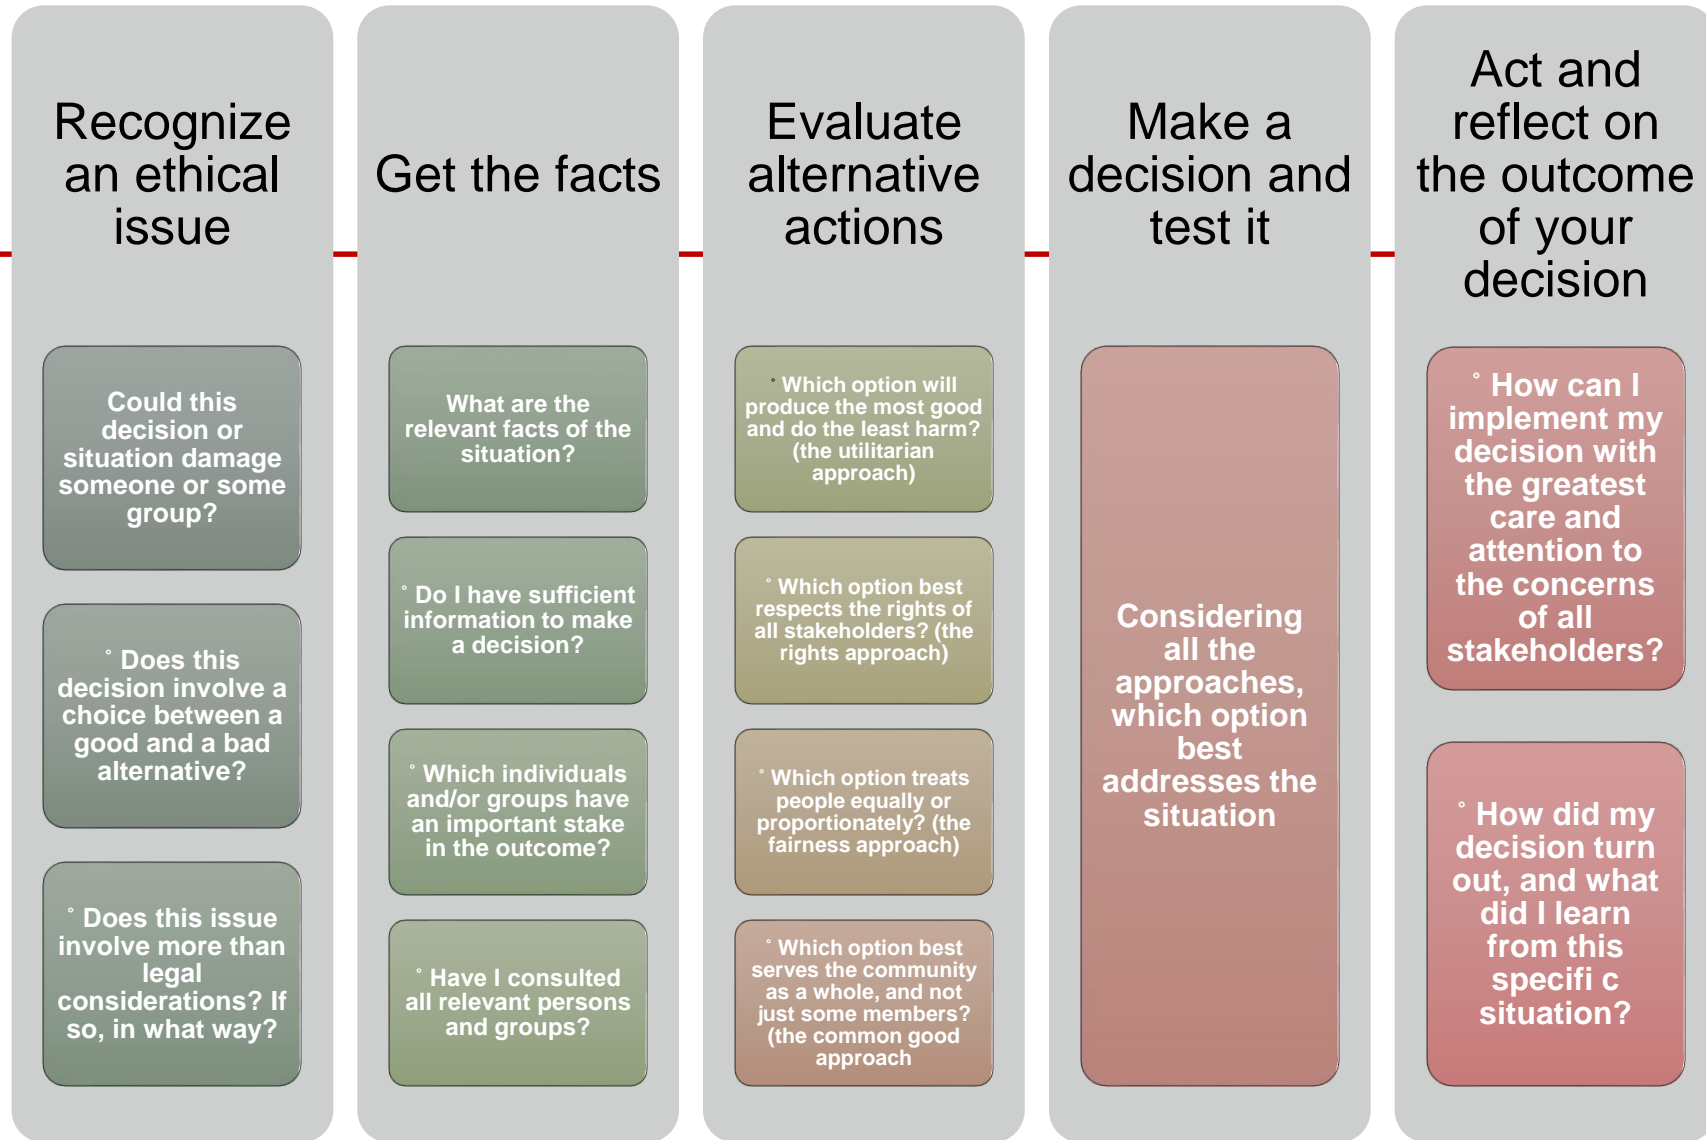 Recognize
an ethical
issue
Could this
decision or
situation damage
someone or some
group?
° Does this
decision involve a
choice between a
good and a bad
alternative?
° Does this issue
involve more than
legal
considerations? If
so, in what way?
Get the facts
What are the
relevant facts of the
situation?
° Do I have sufficient
information to make
a decision?
° Which individuals
and/or groups have
an important stake
in the outcome?
° Have I consulted
all relevant persons
and groups?
Evaluate
alternative
actions
° Which option will
produce the most good
and do the least harm?
(the utilitarian
approach)
° Which option best
respects the rights of
all stakeholders? (the
rights approach)
° Which option treats
people equally or
proportionately? (the
fairness approach)
° Which option best
serves the community
as a whole, and not
just some members?
(the common good
approach
Make a
decision and
test it
Considering
all the
approaches,
which option
best
addresses the
situation
Act and
reflect on
the outcome
of your
decision
° How can I
implement my
decision with
the greatest
care and
attention to
the concerns
of all
stakeholders?
° How did my
decision turn
out, and what
did I learn
from this
specifi c
situation?